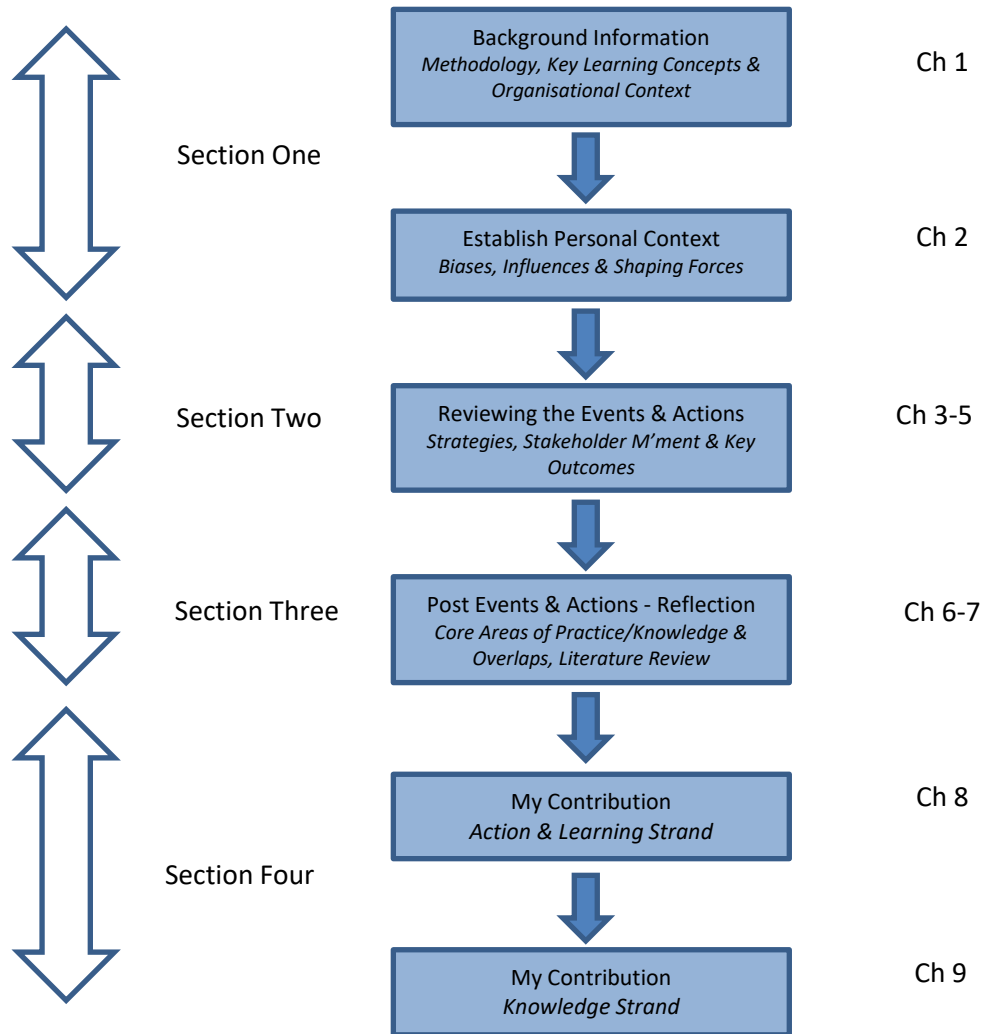 Background Information
Methodology, Key Learning Concepts &
Organisational Context
Ch 1
Section One
Establish Personal Context
Biases, Influences & Shaping Forces
Ch 2
Section Two
Reviewing the Events & Actions
Strategies, Stakeholder M’ment & Key
Outcomes
Ch 3-5
Section Three
Post Events & Actions - Reflection
Core Areas of Practice/Knowledge &
Overlaps, Literature Review
Ch 6-7
My Contribution
Action & Learning Strand
Ch 8
Section Four
My Contribution
Knowledge Strand
Ch 9